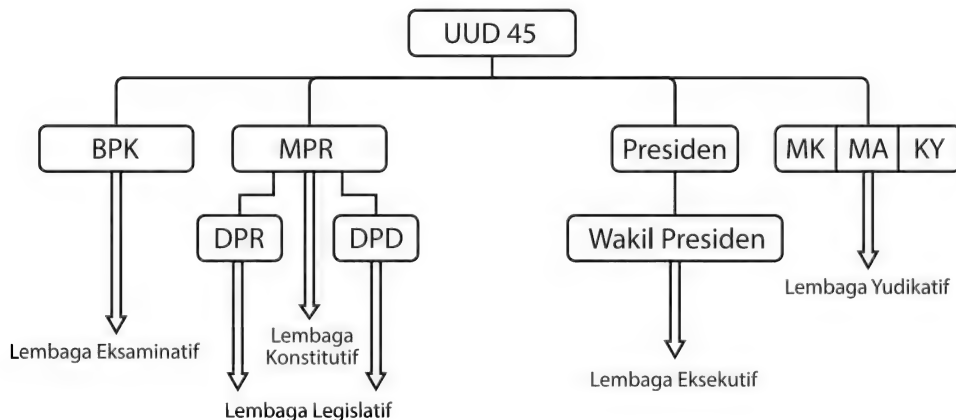 UUD 45
BPK
MPR
Presiden
MK MA KY
DPR
DPD
Wakil Presiden
Lembaga Yudikatif
Lembaga Eksaminatif
Lembaga
Konstitutif
Lembaga Eksekutif
Lembaga Legislatif